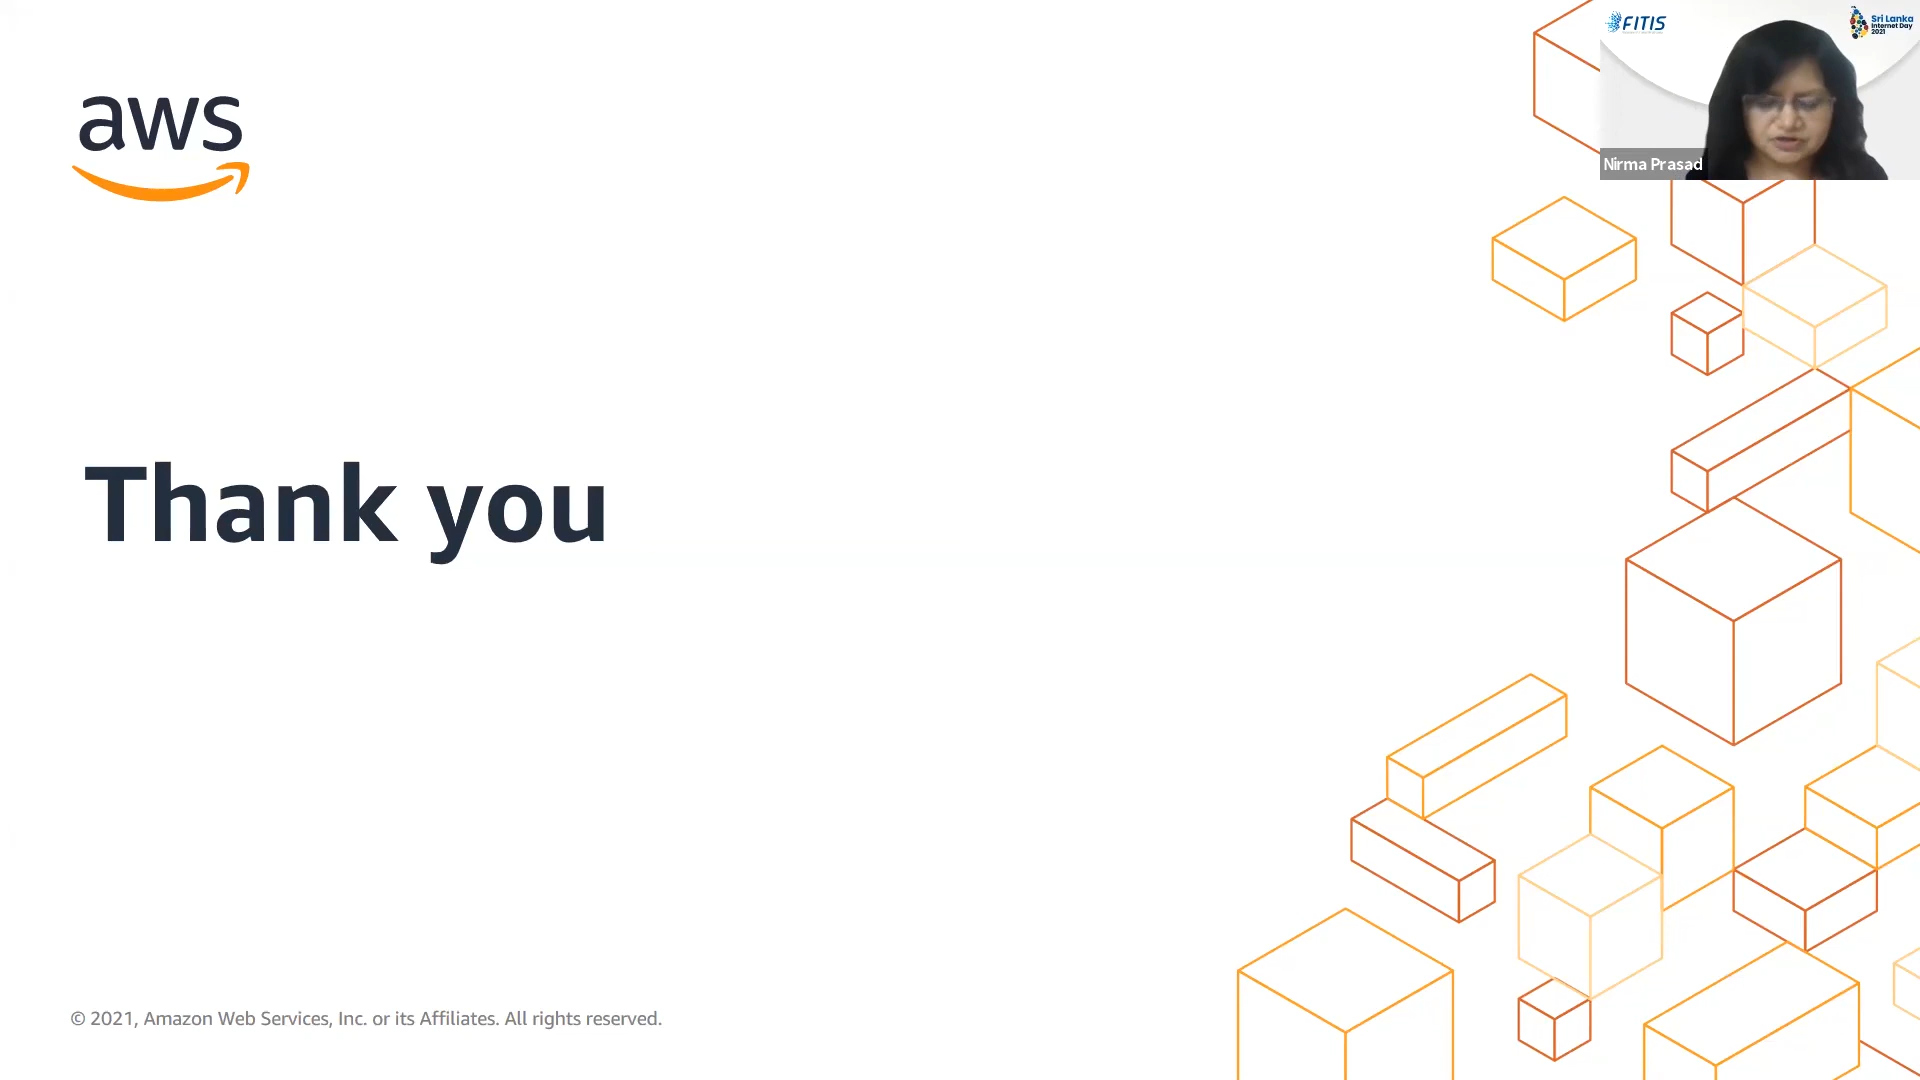 aws
FITIS
Sri Lanka
Internet Day
2021
Nirma Prasad
Thank you
© 2021, Amazon Web Services, Inc. or its Affiliates. All rights reserved.